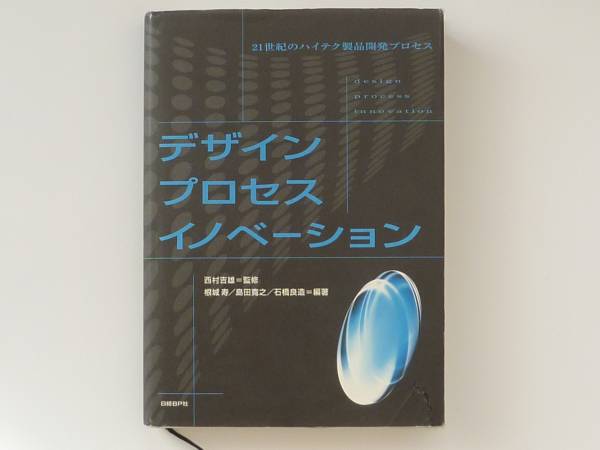 21世紀のハイテク製品開発プロセス
design
process
innovation
デザイン
プロセス
イノベーション
西村吉雄=監修
根城 寿/島田寛之/石橋良造=編著
日経BP社